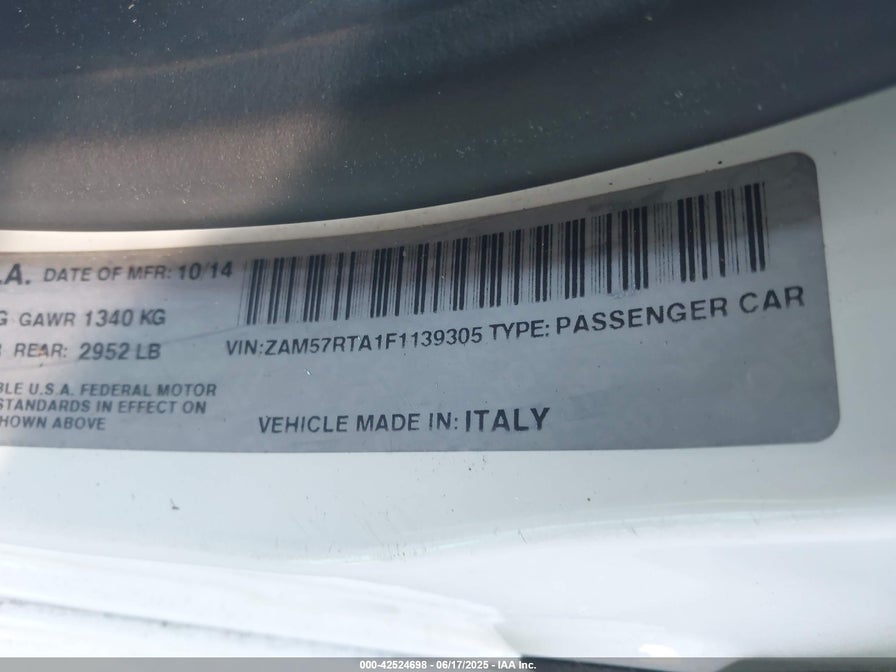 .A. DATE OF MFR: 10/14
G GAWR 1340 KG
REAR: 2952 LB
VIN:ZAM57RTA1F1139305 TYPE: PASSENGER CAR
BLE U.S.A. FEDERAL MOTOR
STANDARDS IN EFFECT ON
HOWN ABOVE
VEHICLE MADE IN: ITALY
000-42524698 - 06/17/2025 - IAA Inc.